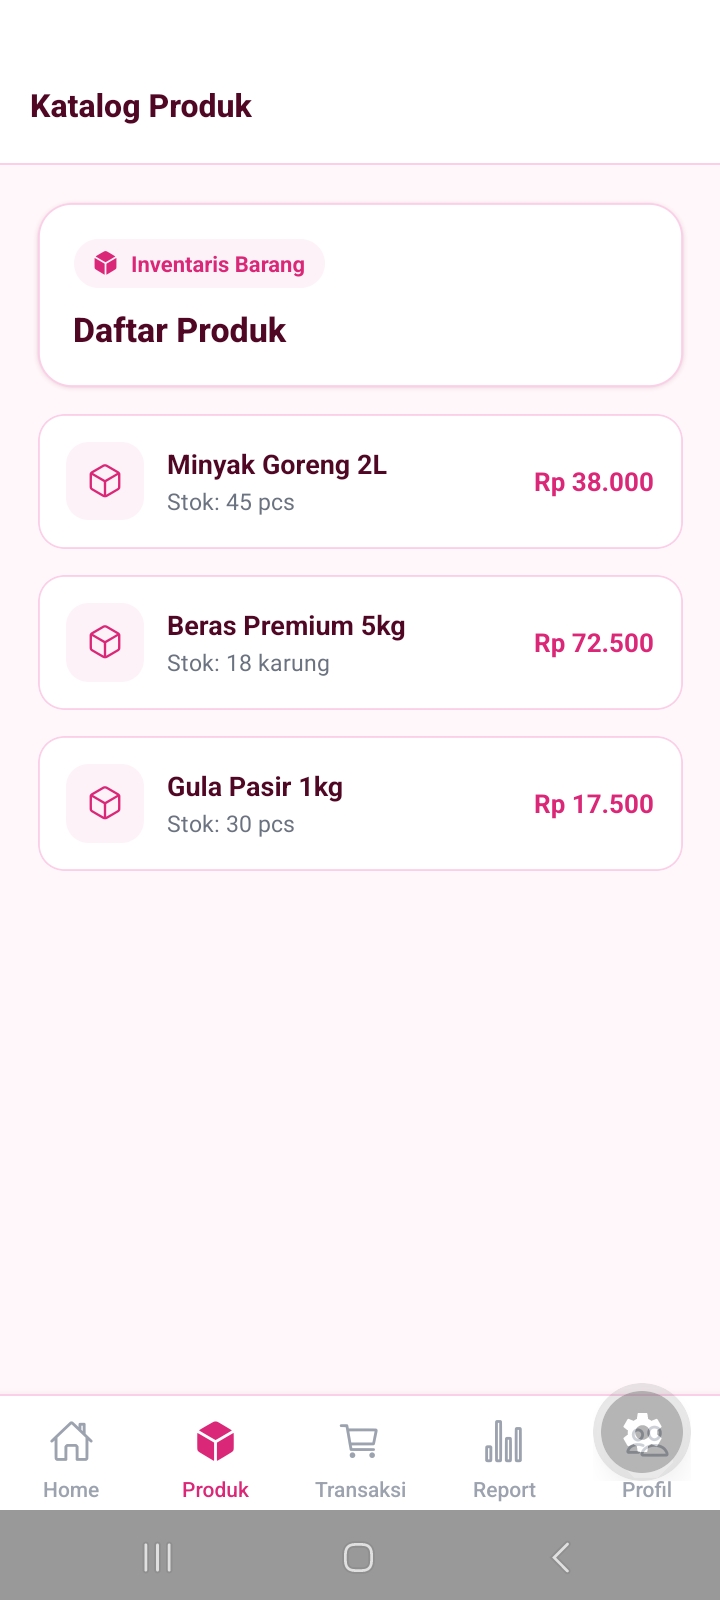 Katalog Produk
Inventaris Barang
Daftar Produk
Minyak Goreng 2L
Stok: 45 pcs
Rp 38.000
Beras Premium 5kg
Stok: 18 karung
Rp 72.500
Gula Pasir 1kg
Stok: 30 pcs
Rp 17.500
Home
Produk
Transaksi
Report
Profil